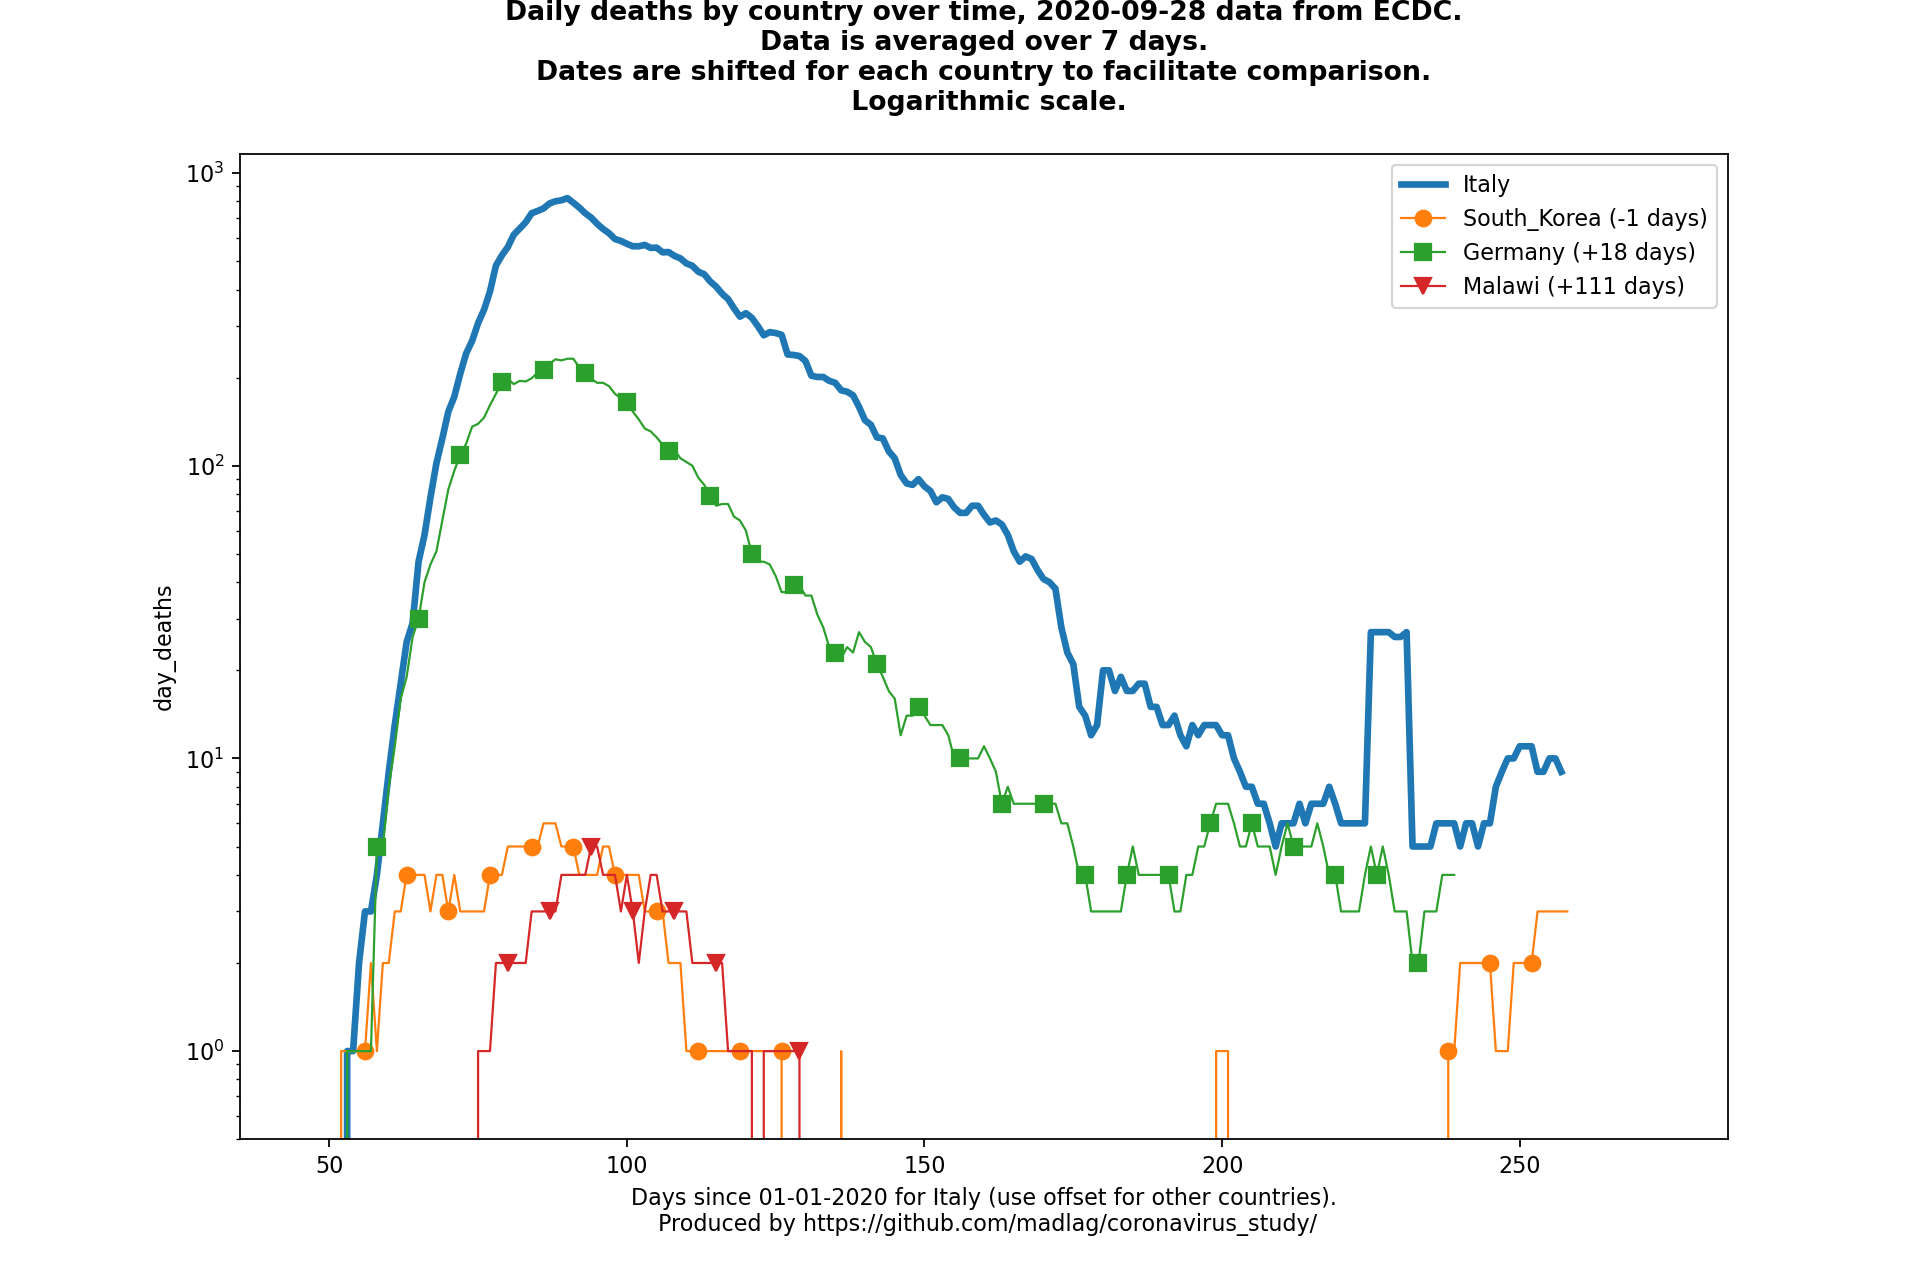 Daily deaths by country over time, 2020-09-28 data from ECDC.
Data is averaged over 7 days.
Dates are shifted for each country to facilitate comparison.
Logarithmic scale.
10³
10²
10¹
10⁰
day_deaths
Italy
South_Korea (-1 days)
Germany (+18 days)
Malawi (+111 days)
50 100 150 200 250
Days since 01-01-2020 for Italy (use offset for other countries).
Produced by https://github.com/madlag/coronavirus_study/